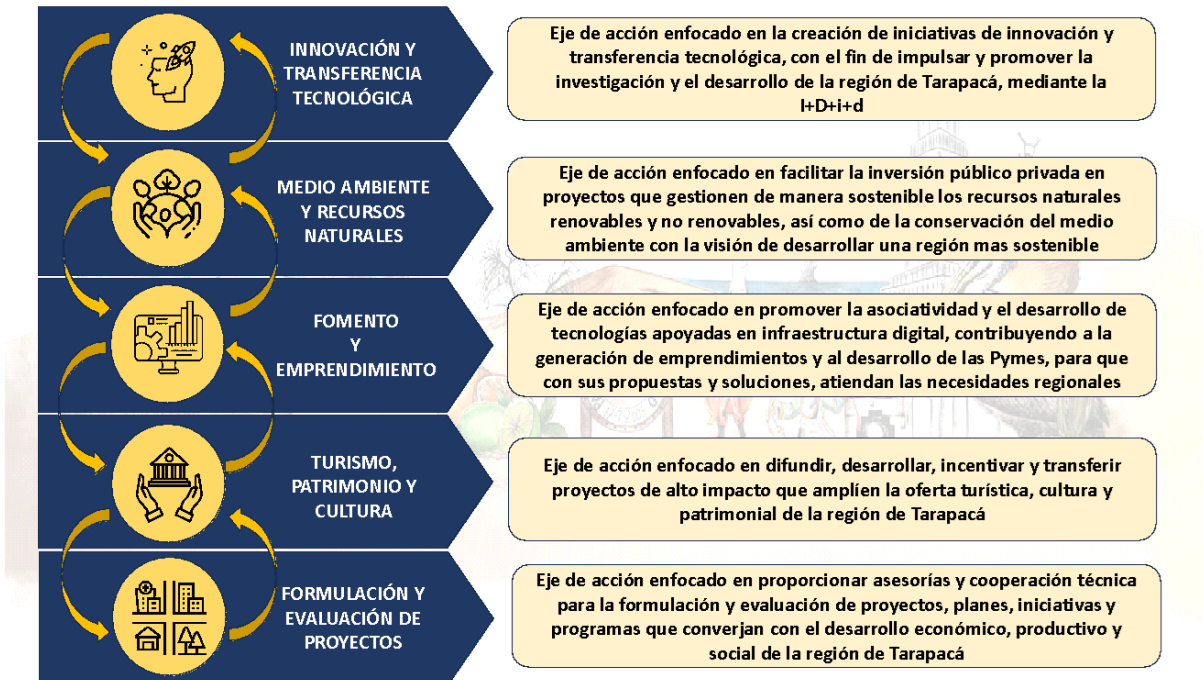 INNOVACIÓN Y
TRANSFERENCIA
TECNOLÓGICA
Eje de acción enfocado en la creación de iniciativas de innovación y
transferencia tecnológica, con el fin de impulsar y promover la
investigación y el desarrollo de la región de Tarapacá, mediante la
I+D+i+d
MEDIO AMBIENTE
Y RECURSOS
NATURALES
Eje de acción enfocado en facilitar la inversión público privada en
proyectos que gestionen de manera sostenible los recursos naturales
renovables y no renovables, así como de la conservación del medio
ambiente con la visión de desarrollar una región mas sostenible
FOMENTO
Y
EMPRENDIMIENTO
Eje de acción enfocado en promover la asociatividad y el desarrollo de
tecnologías apoyadas en infraestructura digital, contribuyendo a la
generación de emprendimientos y al desarrollo de las Pymes, para que
con sus propuestas y soluciones, atiendan las necesidades regionales
TURISMO,
PATRIMONIO Y
CULTURA
Eje de acción enfocado en difundir, desarrollar, incentivar y transferir
proyectos de alto impacto que amplíen la oferta turística, cultura y
patrimonial de la región de Tarapacá
FORMULACIÓN Y
EVALUACIÓN DE
PROYECTOS
Eje de acción enfocado en proporcionar asesorías y cooperación técnica
para la formulación y evaluación de proyectos, planes, iniciativas y
programas que converjan con el desarrollo económico, productivo y
social de la región de Tarapacá